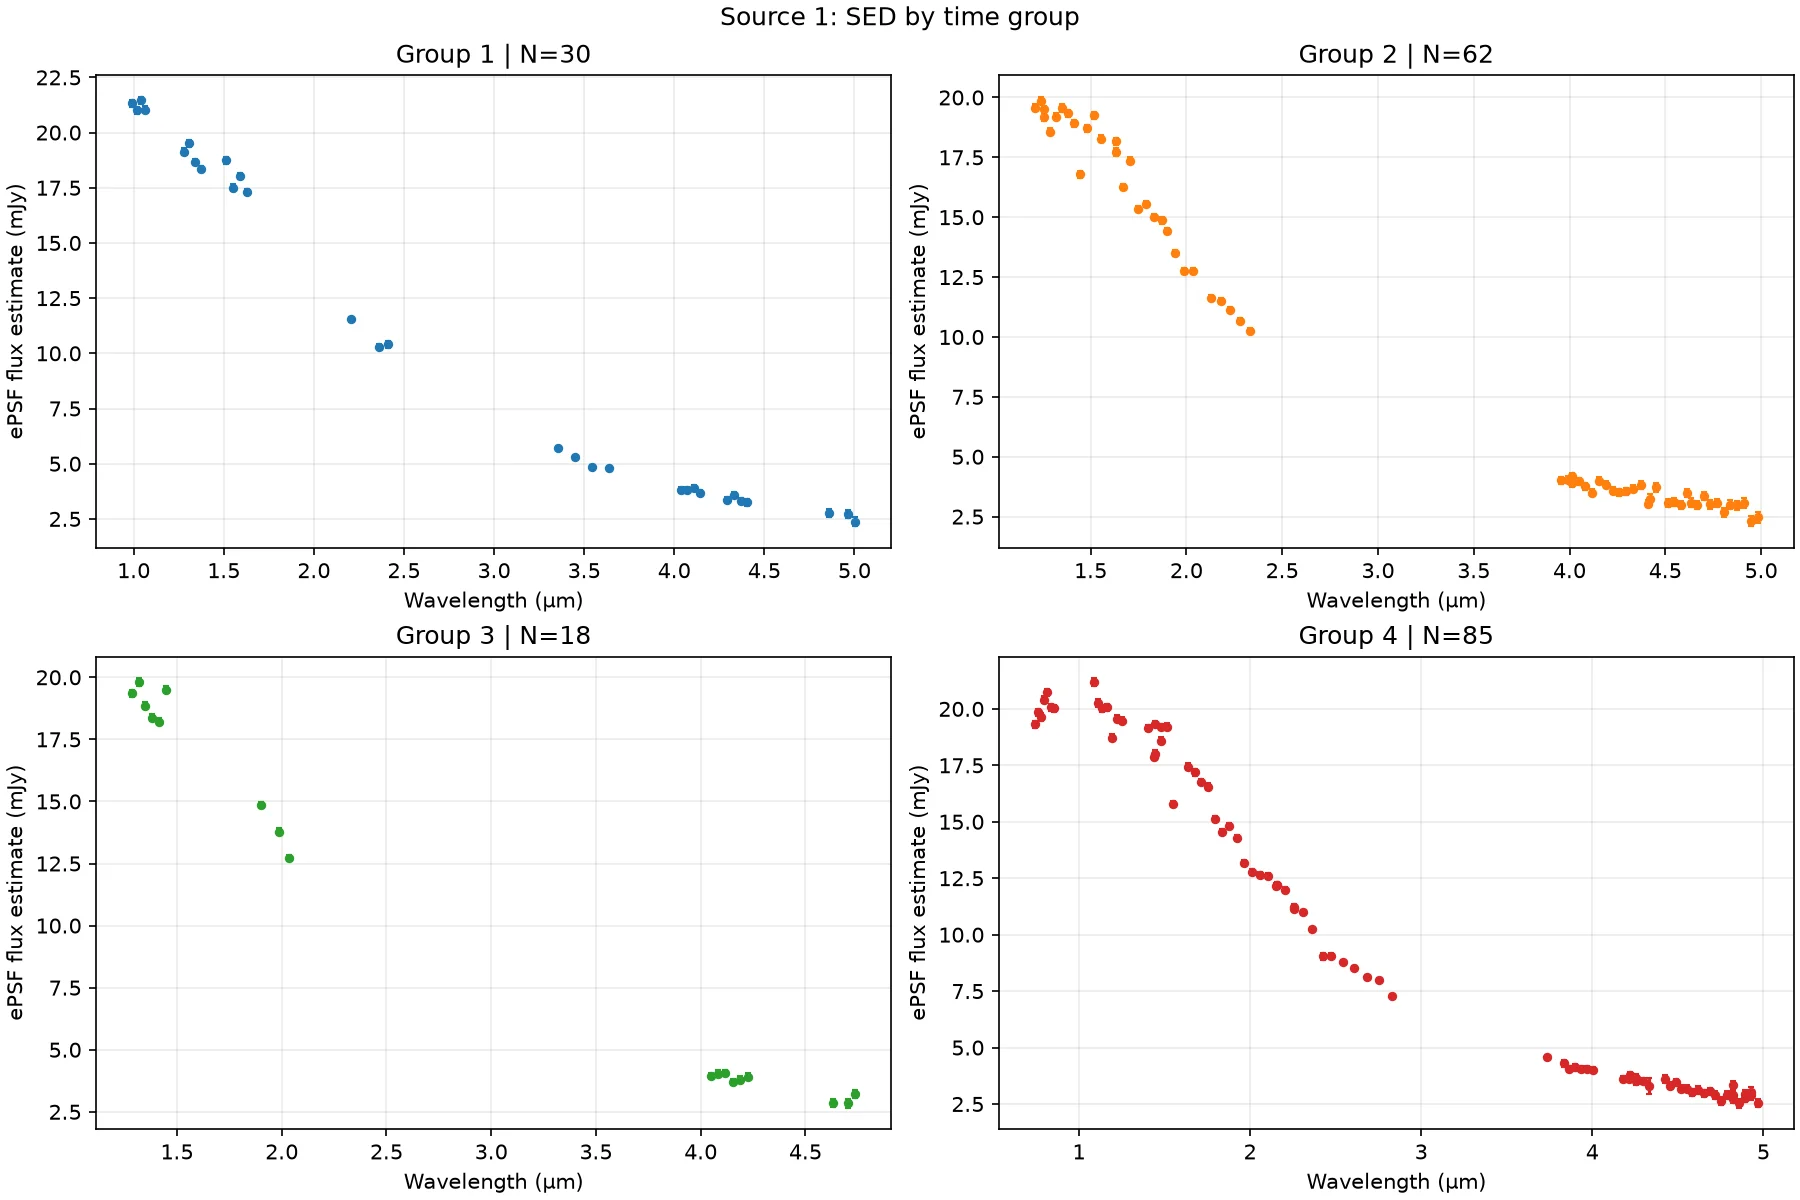 Source 1: SED by time group
Group 1 | N=30
22.5
20.0
17.5
15.0
12.5
10.0
7.5
5.0
2.5
ePSF flux estimate (mJy)
1.0 1.5 2.0 2.5 3.0 3.5 4.0 4.5 5.0
Wavelength (µm)
Group 2 | N=62
20.0
17.5
15.0
12.5
10.0
7.5
5.0
2.5
ePSF flux estimate (mJy)
1.5 2.0 2.5 3.0 3.5 4.0 4.5 5.0
Wavelength (µm)
Group 3 | N=18
20.0
17.5
15.0
12.5
10.0
7.5
5.0
2.5
ePSF flux estimate (mJy)
1.5 2.0 2.5 3.0 3.5 4.0 4.5
Wavelength (µm)
Group 4 | N=85
20.0
17.5
15.0
12.5
10.0
7.5
5.0
2.5
ePSF flux estimate (mJy)
1 2 3 4 5
Wavelength (µm)